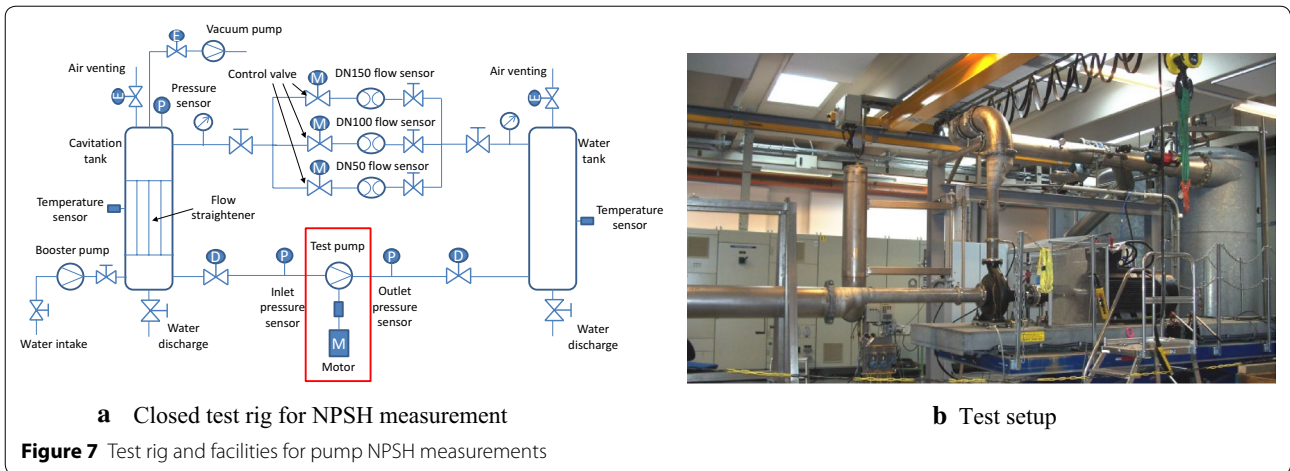 Vacuum pump
E
Air venting
Control valve
DN150 flow sensor
Air venting
M
E
P
Pressure
sensor
E
Cavitation
tank
DN100 flow sensor
M
Water
tank
DN50 flow sensor
M
Temperature
sensor
Flow
straightener
Temperature
sensor
Booster pump
Test pump
D
P
P
D
Inlet
pressure
sensor
Outlet
pressure
sensor
Water intake
Water
discharge
M
Motor
Water
discharge
a Closed test rig for NPSH measurement
b Test setup
Figure 7 Test rig and facilities for pump NPSH measurements